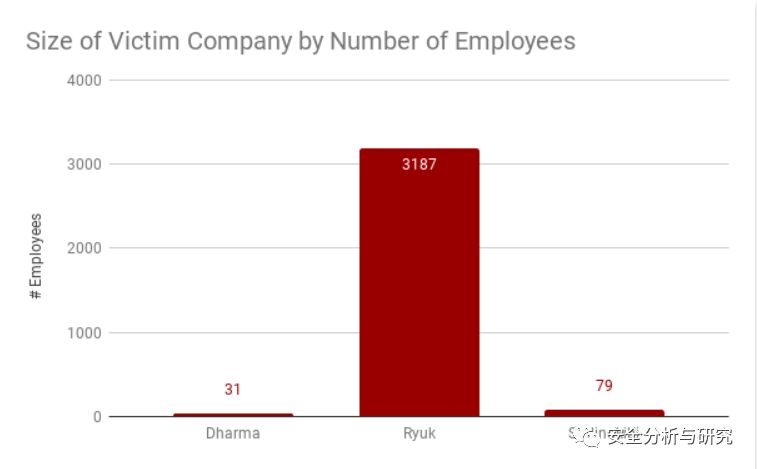 Size of Victim Company by Number of Employees
4000
3000
2000
1000
0
# Employees
31
3187
79
Dharma
Ryuk
安全分析与研究